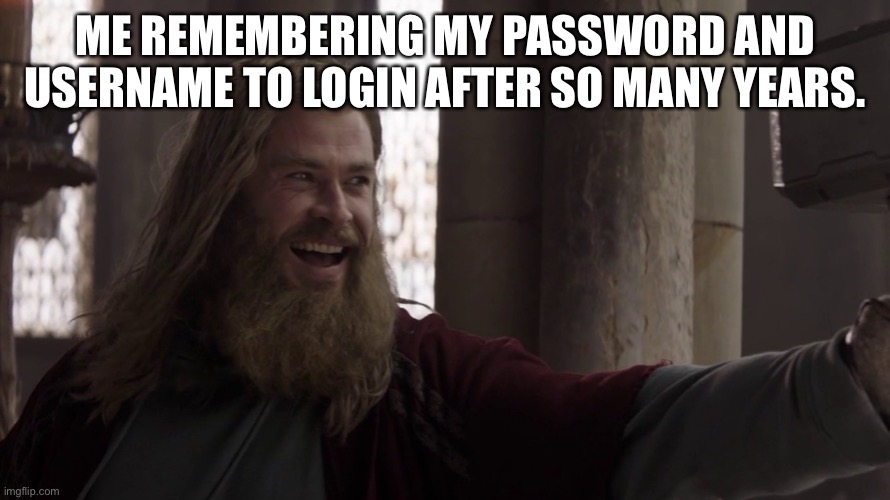 ME REMEMBERING MY PASSWORD AND
USERNAME TO LOGIN AFTER SO MANY YEARS.
imgflip.com